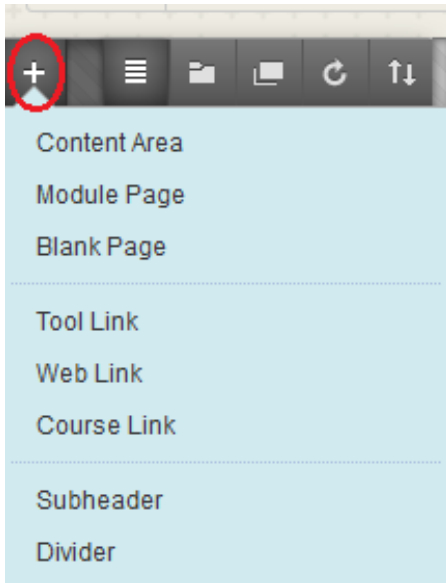 Content Area
Module Page
Blank Page
Tool Link
Web Link
Course Link
Subheader
Divider